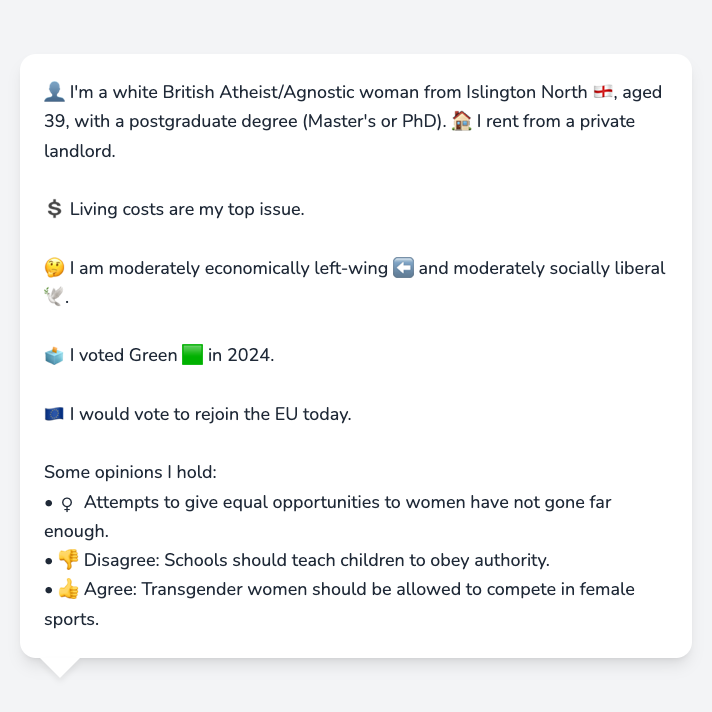 👤 I'm a white British Atheist/Agnostic woman from Islington North 🏴󠁧󠁢󠁥󠁮󠁧󠁿, aged
39, with a postgraduate degree (Master's or PhD). 🏠 I rent from a private
landlord.
💲 Living costs are my top issue.
🤔 I am moderately economically left-wing ⬅️ and moderately socially liberal
🕊️.
🗳️ I voted Green 🟩 in 2024.
🇪🇺 I would vote to rejoin the EU today.
Some opinions I hold:
• ♀ Attempts to give equal opportunities to women have not gone far
enough.
• 👎 Disagree: Schools should teach children to obey authority.
• 👍 Agree: Transgender women should be allowed to compete in female
sports.